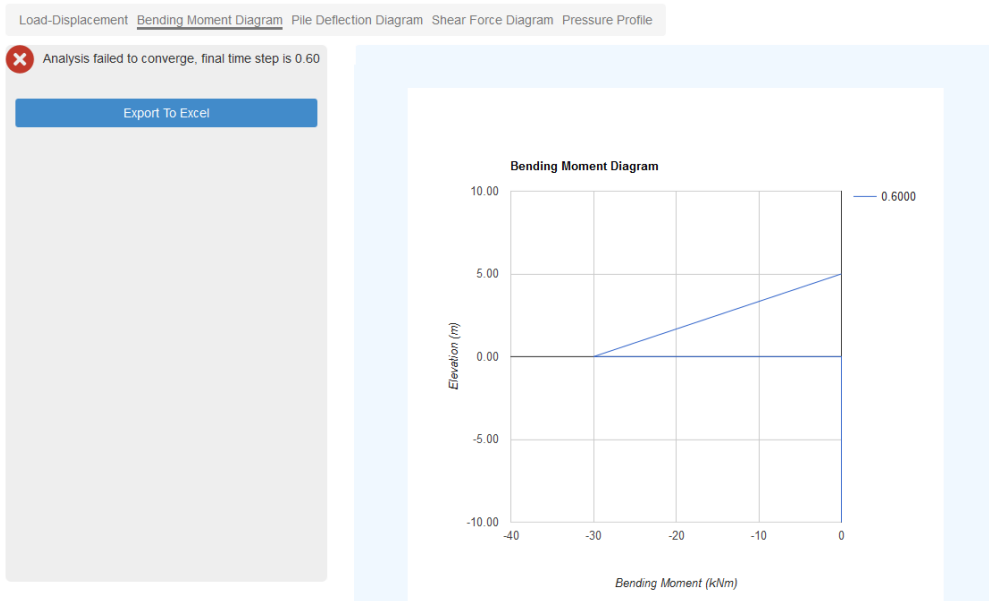 Load-Displacement Bending Moment Diagram Pile Deflection Diagram Shear Force Diagram Pressure Profile
Analysis failed to converge, final time step is 0.60
Export To Excel
Bending Moment Diagram
10.00
5.00
0.00
-5.00
-10.00
Elevation (m)
-40 -30 -20 -10 0
Bending Moment (kNm)
0.6000